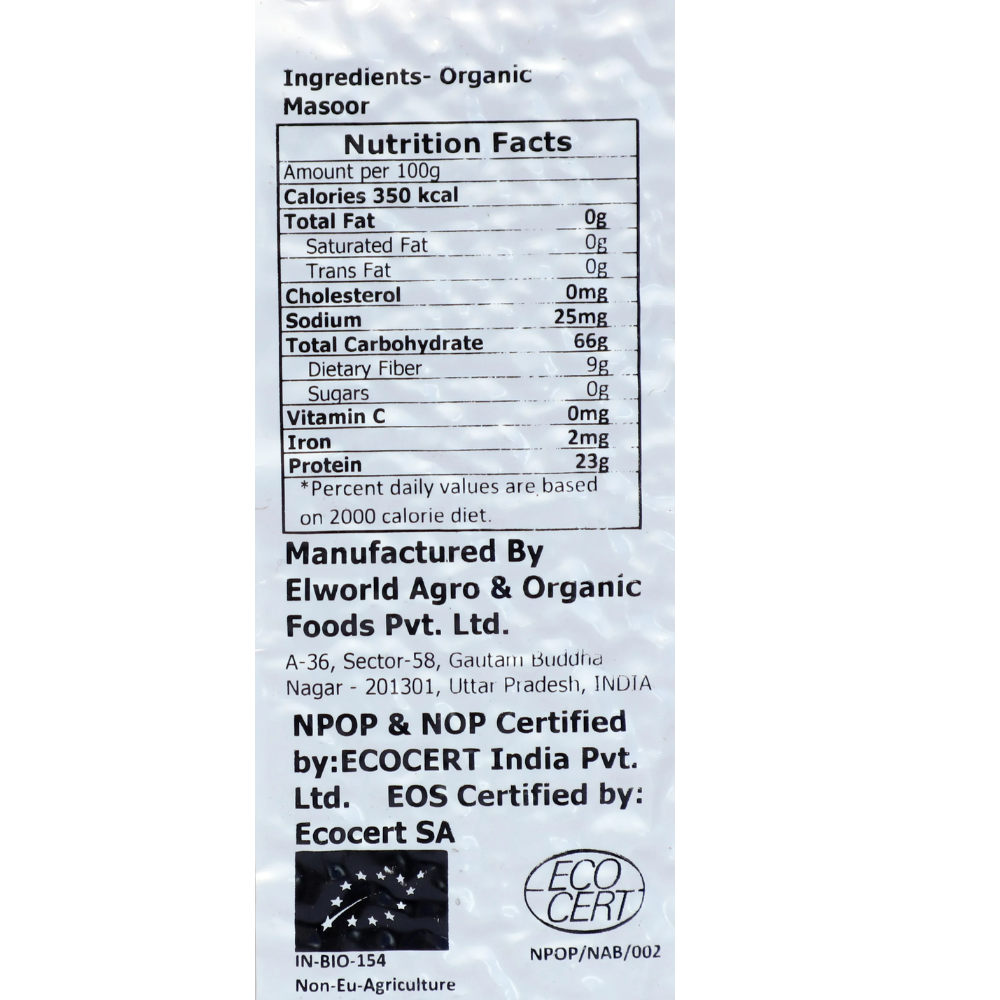 Ingredients- Organic
Masoor
Nutrition Facts
Amount per 100g
Calories 350 kcal
Total Fat 0g
Saturated Fat 0g
Trans Fat 0g
Cholesterol 0mg
Sodium 25mg
Total Carbohydrate 66g
Dietary Fiber 9g
Sugars 0g
Vitamin C 0mg
Iron 2mg
Protein 23g
*Percent daily values are based
on 2000 calorie diet.
Manufactured By
Elworld Agro & Organic
Foods Pvt. Ltd.
A-36, Sector-58, Gautam Buddha
Nagar - 201301, Uttar Pradesh, INDIA
NPOP & NOP Certified
by:ECOCERT India Pvt.
Ltd. EOS Certified by:
Ecocert SA
ECO
CERT
IN-BIO-154
NPOP/NAB/002
Non-Eu-Agriculture